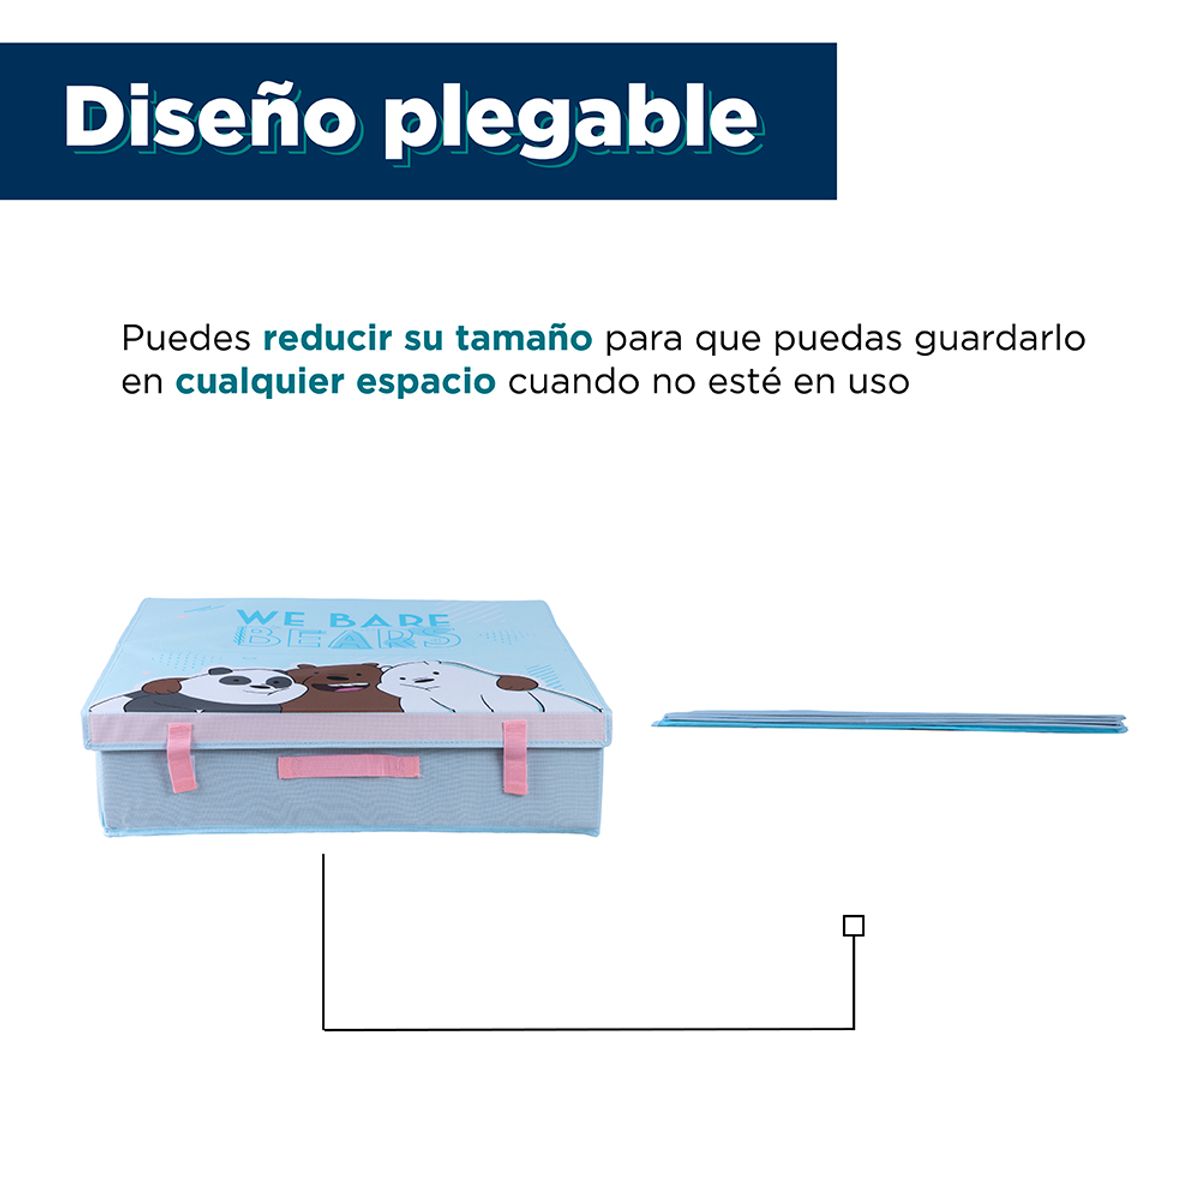 Diseño plegable
Puedes reducir su tamaño para que puedas guardarlo
en cualquier espacio cuando no esté en uso
WE BARE
BEARS